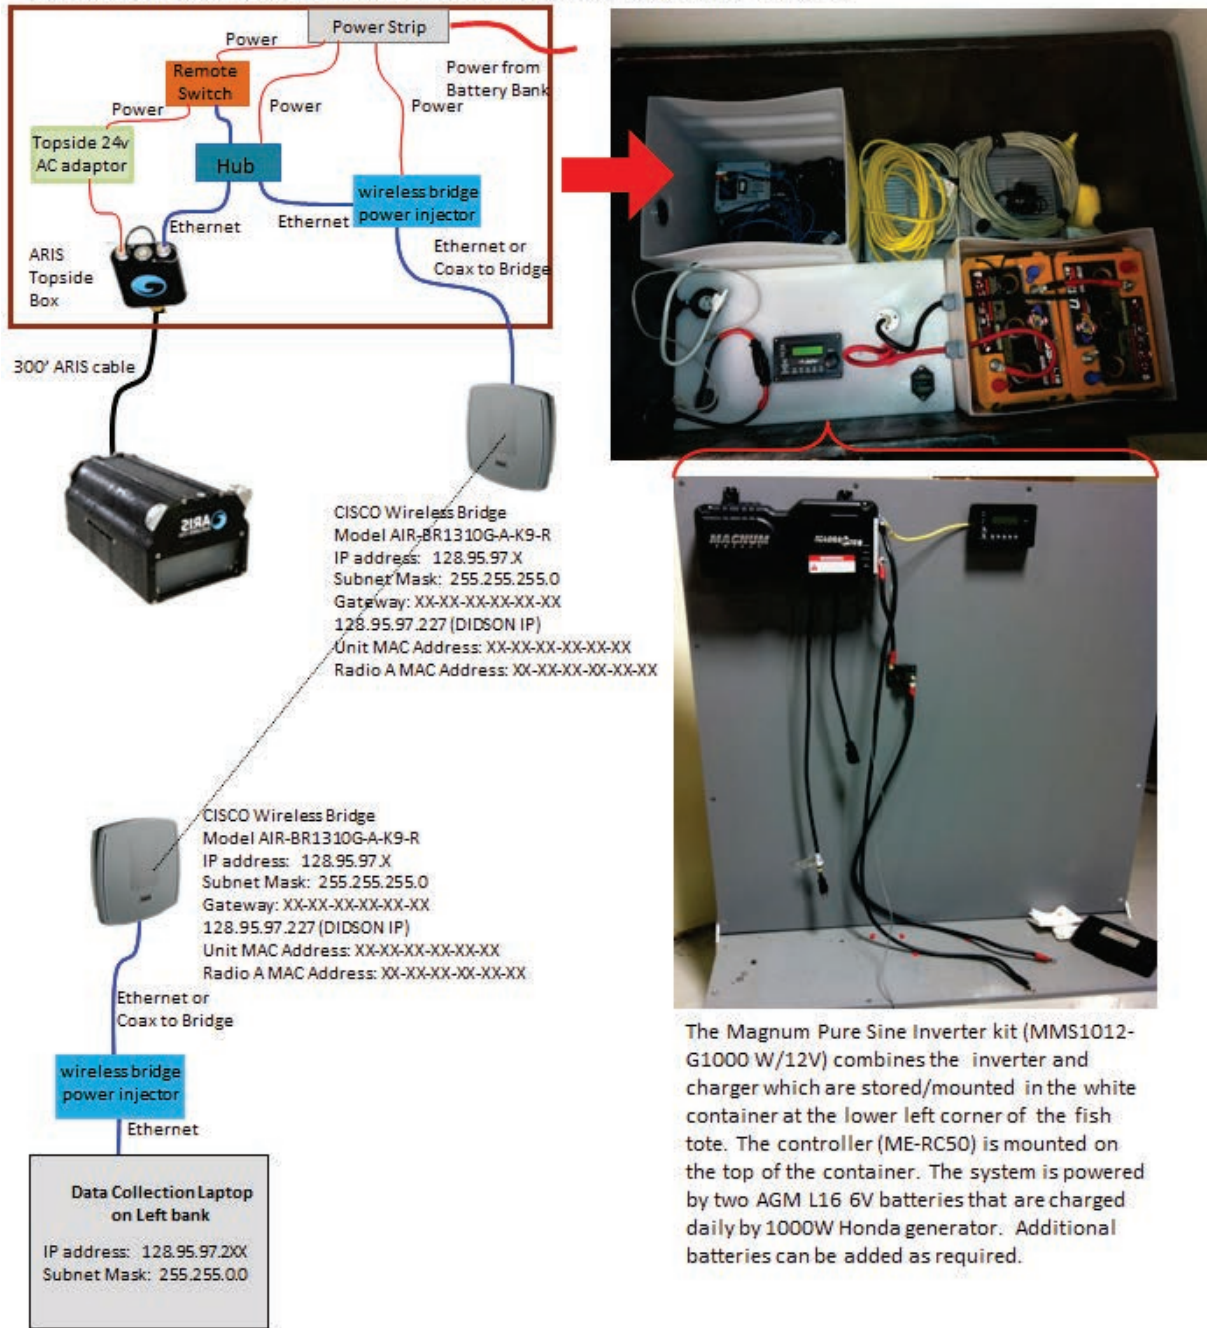 Power Strip
Power
Power from
Battery Bank
Remote
Switch
Power
Power
Power
Topside 24v
AC adaptor
Hub
wireless bridge
power injector
Ethernet
Ethernet
Ethernet or
Coax to Bridge
ARIS
Topside
Box
300' ARIS cable
ARIS
CISCO Wireless Bridge
Model AIR-BR1310G-A-K9-R
IP address: 128.95.97.X
Subnet Mask: 255.255.255.0
Gateway: XX-XX-XX-XX-XX-XX
128.95.97.227 (DIDSON IP)
Unit MAC Address: XX-XX-XX-XX-XX-XX
Radio A MAC Address: XX-XX-XX-XX-XX-XX
CISCO Wireless Bridge
Model AIR-BR1310G-A-K9-R
IP address: 128.95.97.X
Subnet Mask: 255.255.255.0
Gateway: XX-XX-XX-XX-XX-XX
128.95.97.227 (DIDSON IP)
Unit MAC Address: XX-XX-XX-XX-XX-XX
Radio A MAC Address: XX-XX-XX-XX-XX-XX
Ethernet or
Coax to Bridge
wireless bridge
power injector
Ethernet
Data Collection Laptop
on Left bank
IP address: 128.95.97.2XX
Subnet Mask: 255.255.0.0
MAGNUM
The Magnum Pure Sine Inverter kit (MMS1012-
G1000 W/12V) combines the inverter and
charger which are stored/mounted in the white
container at the lower left corner of the fish
tote. The controller (ME-RC50) is mounted on
the top of the container. The system is powered
by two AGM L16 6V batteries that are charged
daily by 1000W Honda generator. Additional
batteries can be added as required.